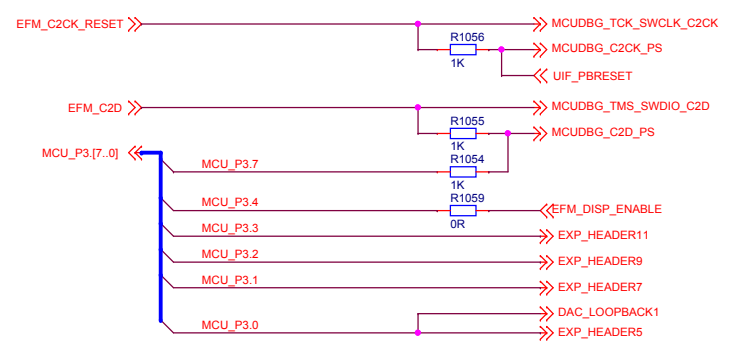 EFM_C2CK_RESET
MCUDBG_TCK_SWCLK_C2CK
R1056
MCUDBG_C2CK_PS
1K
UIF_PBRESET
EFM_C2D
MCUDBG_TMS_SWDIO_C2D
R1055
MCUDBG_C2D_PS
1K
MCU_P3.[7..0]
MCU_P3.7
R1054
1K
MCU_P3.4
R1059
EFM_DISP_ENABLE
0R
MCU_P3.3
EXP_HEADER11
MCU_P3.2
EXP_HEADER9
MCU_P3.1
EXP_HEADER7
DAC_LOOPBACK1
MCU_P3.0
EXP_HEADER5